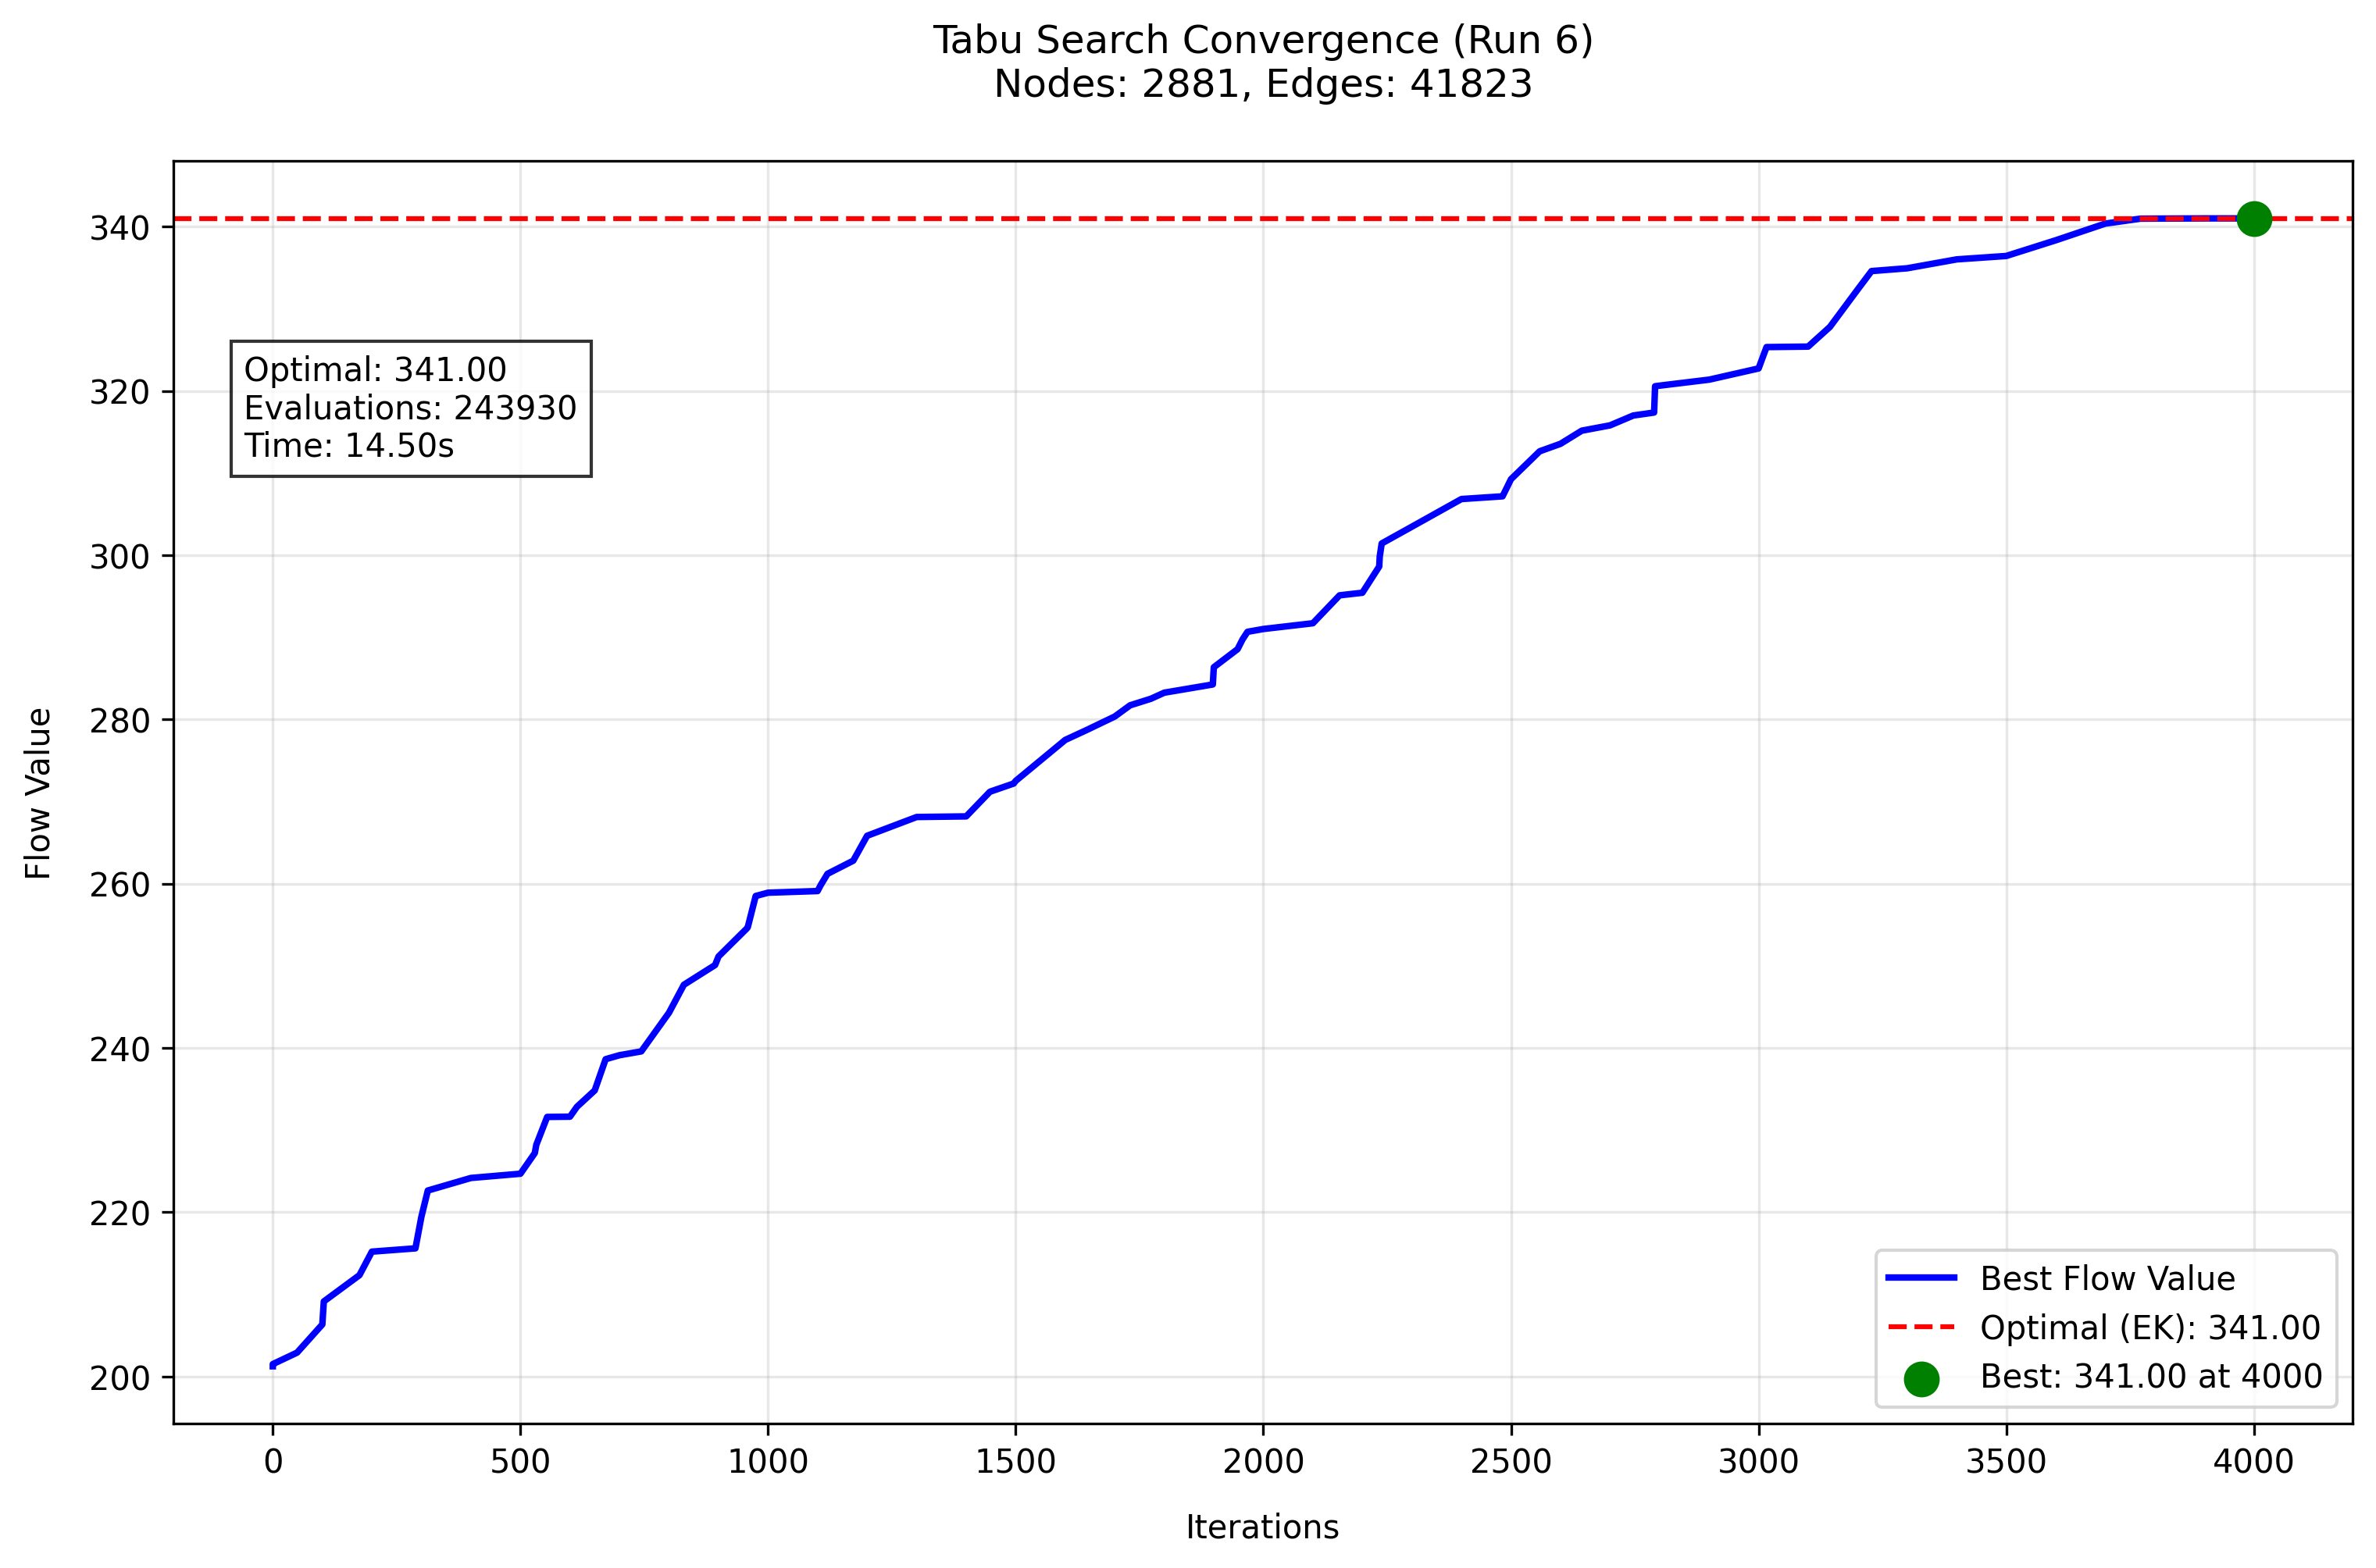 Tabu Search Convergence (Run 6)
Nodes: 2881, Edges: 41823
340
320
300
280
260
240
220
200
Flow Value
Optimal: 341.00
Evaluations: 243930
Time: 14.50s
Best Flow Value
Optimal (EK): 341.00
Best: 341.00 at 4000
0 500 1000 1500 2000 2500 3000 3500 4000
Iterations